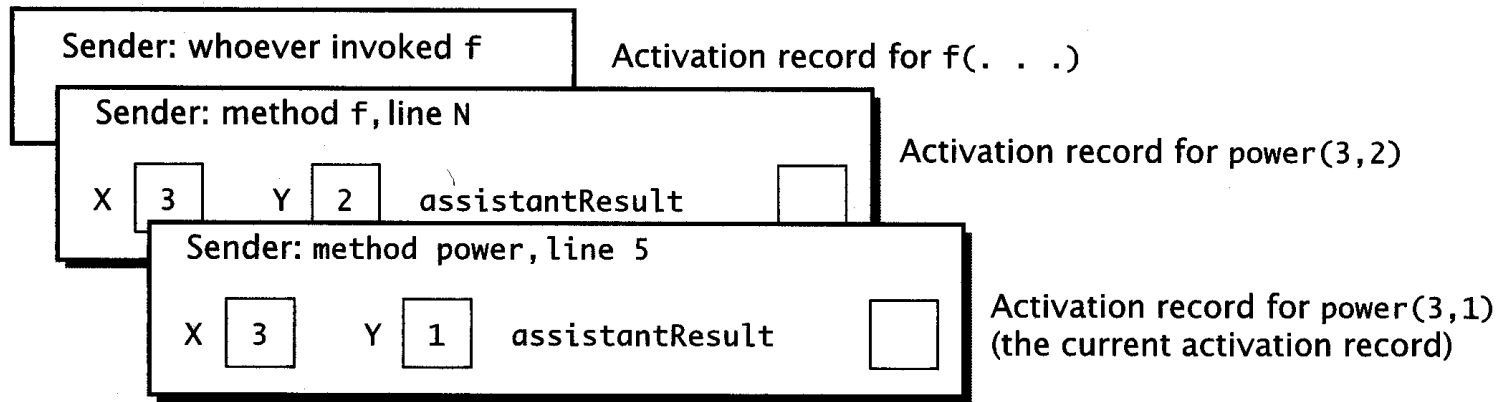 Sender: whoever invoked f
Activation record for f(. . .)
Sender: method f, line N
Activation record for power(3,2)
X 3 Y 2 assistantResult
Sender: method power, line 5
X 3 Y 1 assistantResult
Activation record for power(3,1)
(the current activation record)